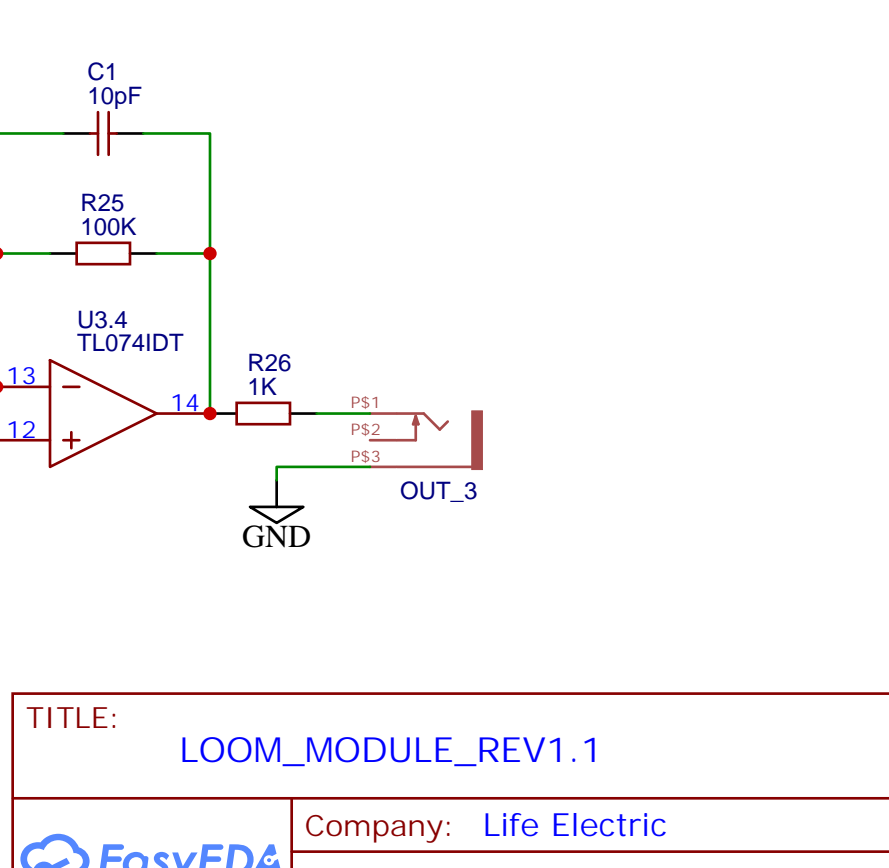 C1
10pF
R25
100K
U3.4
TL074IDT
13
12
14
R26
1K
P$1
P$2
P$3
OUT_3
GND
TITLE:
LOOM_MODULE_REV1.1
Company: Life Electric
EasyEDA